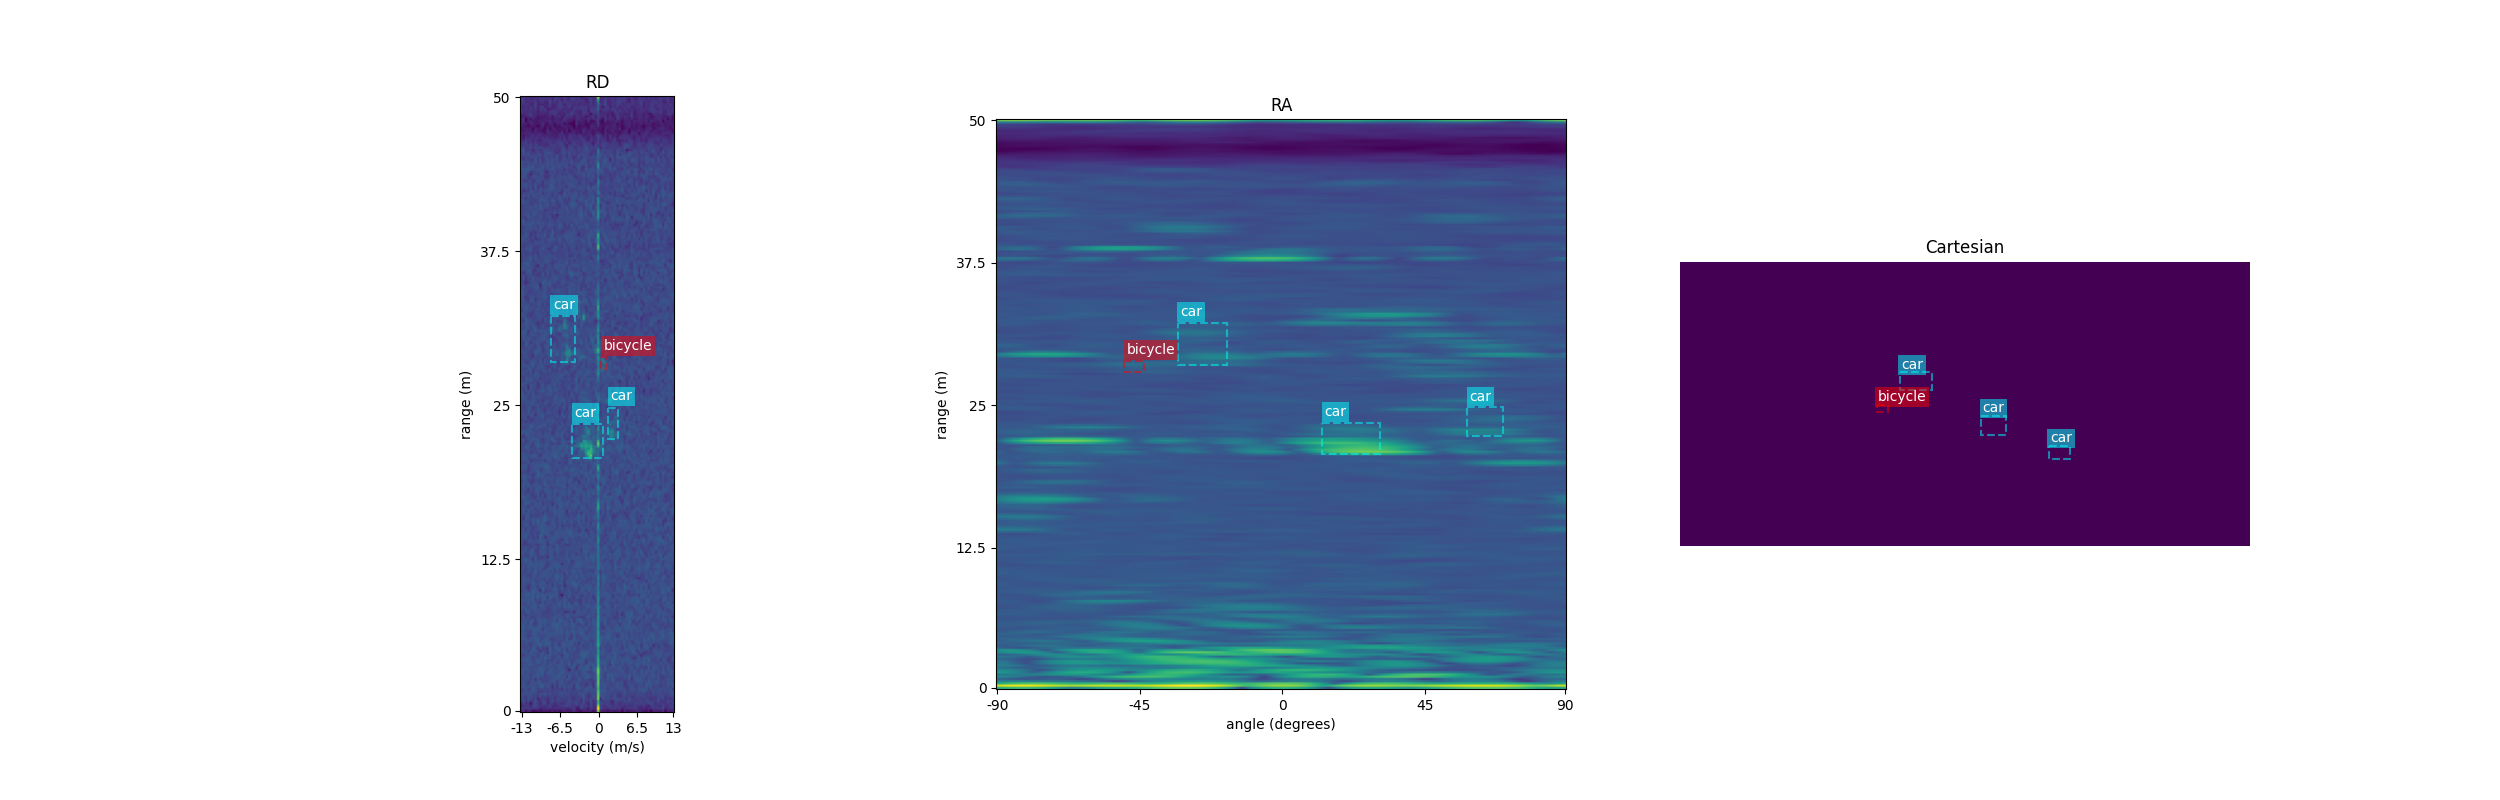 RD
50
37.5
25
12.5
0
range (m)
car
bicycle
car
car
-13 -6.5 0 6.5 13
velocity (m/s)
RA
50
37.5
25
12.5
0
range (m)
car
bicycle
car
car
-90 -45 0 45 90
angle (degrees)
Cartesian
car
bicycle
car
car